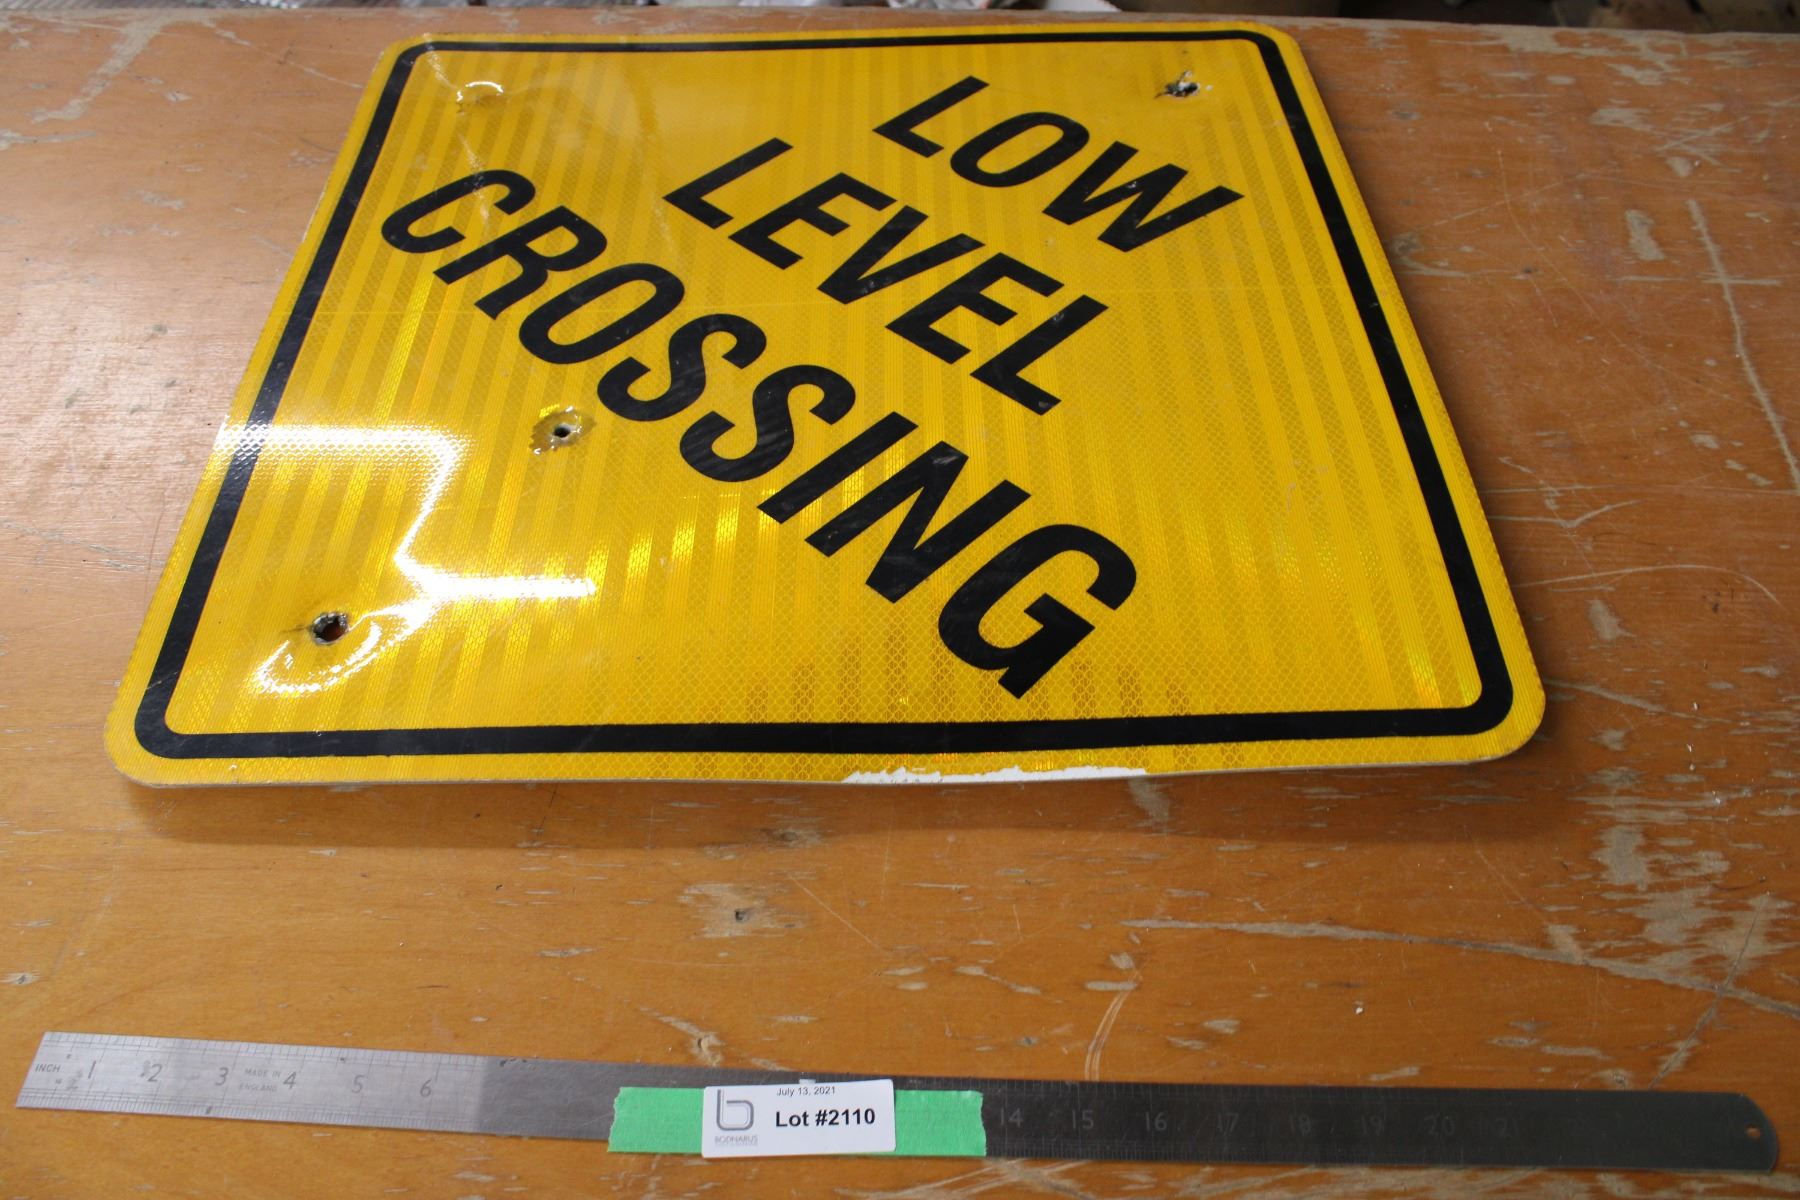 LOW
LEVEL
CROSSING
INCH 1 2 3 MADE IN ENGLAND 4 5 6
14 15 16 17 18 19 20 21
July 13, 2021
Lot #2110
BODNARUS